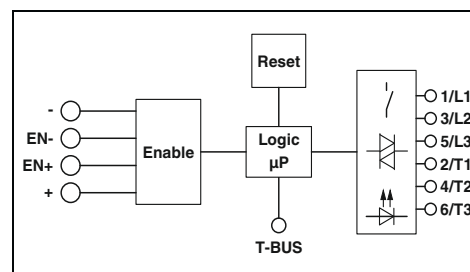 Reset
-
EN-
EN+
+
Enable
Logic
µP
T-BUS
1/L1
3/L2
5/L3
2/T1
4/T2
6/T3